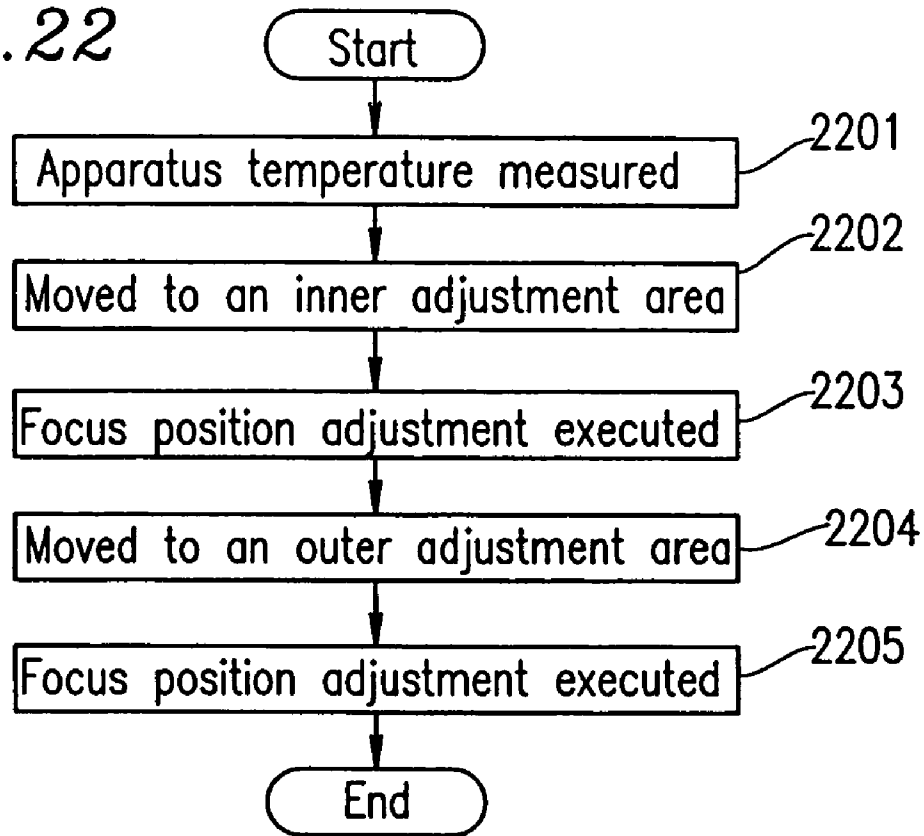 .22
Start
Apparatus temperature measured
2201
Moved to an inner adjustment area
2202
Focus position adjustment executed
2203
Moved to an outer adjustment area
2204
Focus position adjustment executed
2205
End